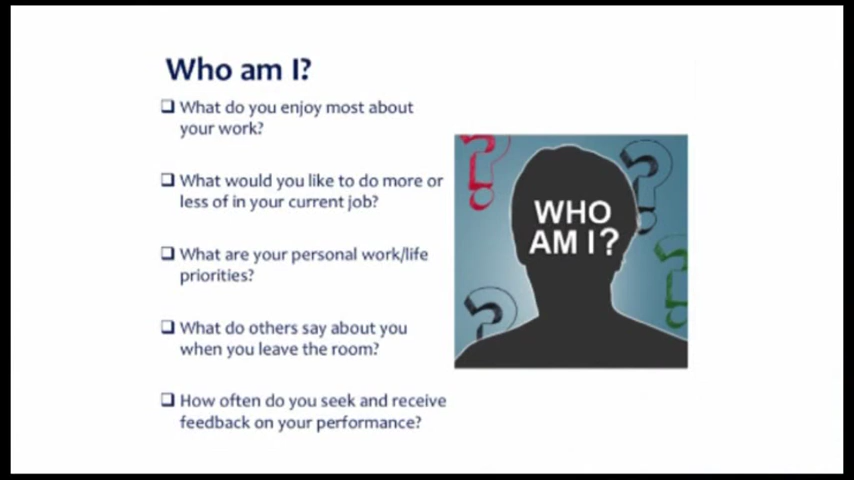 Who am I?
❑ What do you enjoy most about
your work?
❑ What would you like to do more or
less of in your current job?
❑ What are your personal work/life
priorities?
❑ What do others say about you
when you leave the room?
❑ How often do you seek and receive
feedback on your performance?
? ? ? ?
WHO
AM I?